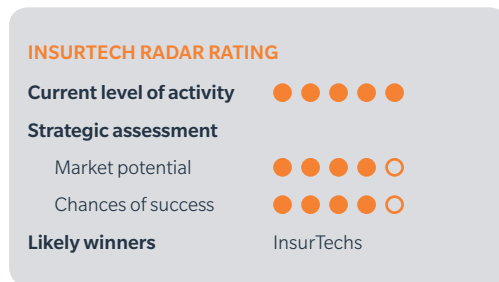 INSURTECH RADAR RATING
Current level of activity
Strategic assessment
Market potential
Chances of success
Likely winners InsurTechs